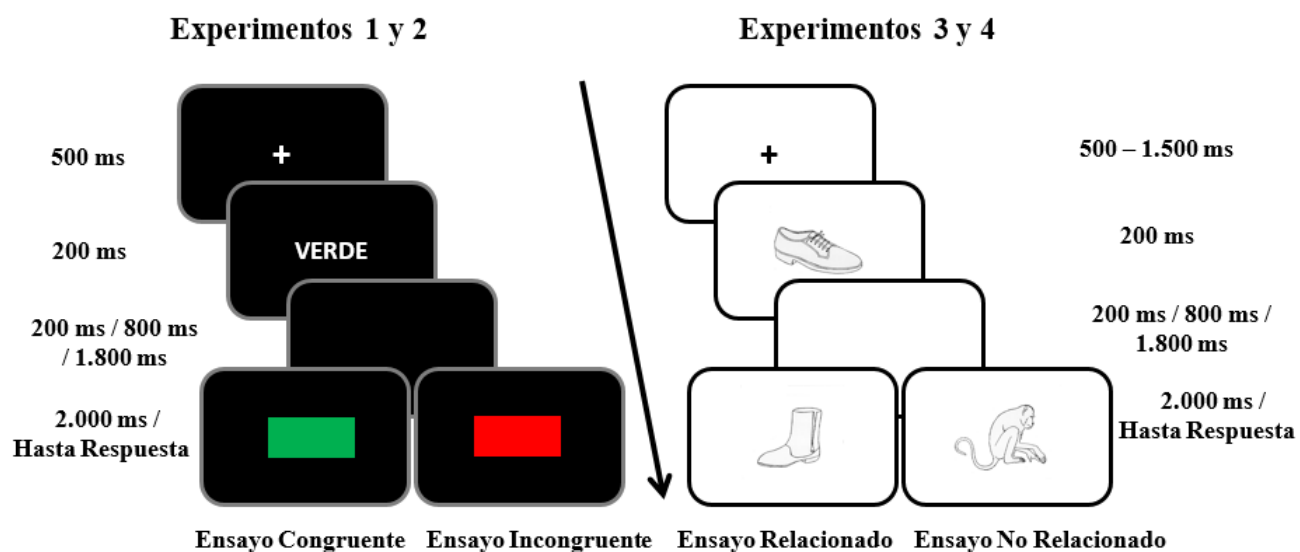 Experimentos 1 y 2
Experimentos 3 y 4
+
500 ms
VERDE
200 ms
200 ms / 800 ms
/ 1.800 ms
2.000 ms /
Hasta Respuesta
Ensayo Congruente
Ensayo Incongruente
+
500 – 1.500 ms
200 ms
200 ms / 800 ms /
1.800 ms
2.000 ms /
Hasta Respuesta
Ensayo Relacionado
Ensayo No Relacionado